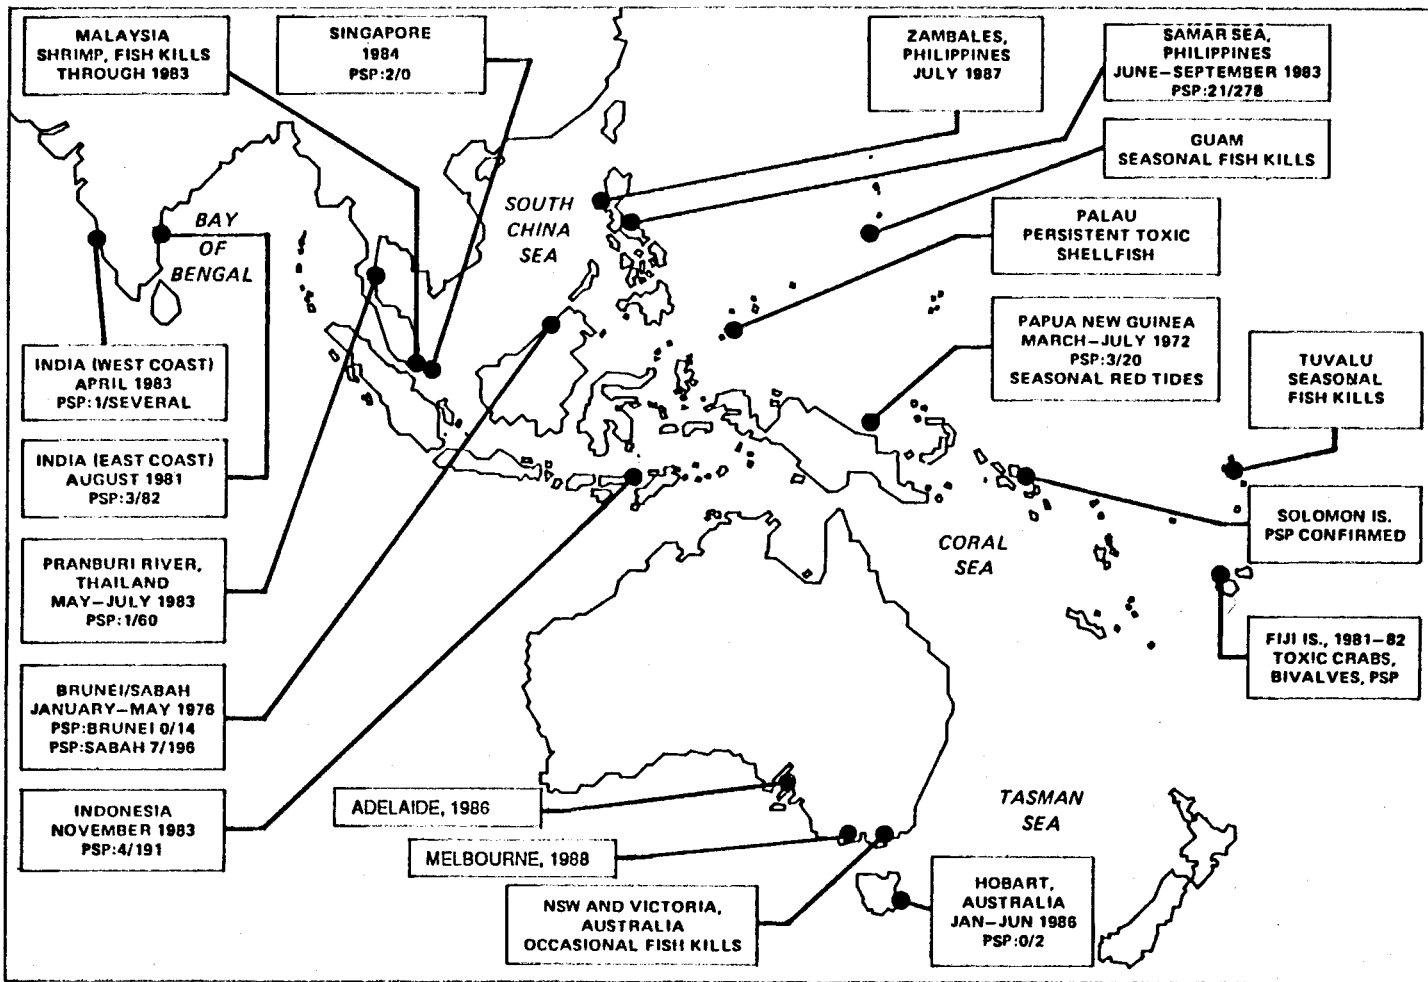 MALAYSIA
SHRIMP, FISH KILLS
THROUGH 1983
SINGAPORE
1984
PSP:2/0
ZAMBALES,
PHILIPPINES
JULY 1987
SAMAR SEA,
PHILIPPINES
JUNE–SEPTEMBER 1983
PSP:21/278
GUAM
SEASONAL FISH KILLS
SOUTH
CHINA
SEA
BAY
OF
BENGAL
PALAU
PERSISTENT TOXIC
SHELLFISH
PAPUA NEW GUINEA
MARCH–JULY 1972
PSP:3/20
SEASONAL RED TIDES
TUVALU
SEASONAL
FISH KILLS
INDIA (WEST COAST)
APRIL 1983
PSP:1/SEVERAL
INDIA (EAST COAST)
AUGUST 1981
PSP:3/82
SOLOMON IS.
PSP CONFIRMED
CORAL
SEA
PRANBURI RIVER,
THAILAND
MAY–JULY 1983
PSP:1/60
FIJI IS., 1981–82
TOXIC CRABS,
BIVALVES, PSP
BRUNEI/SABAH
JANUARY–MAY 1976
PSP:BRUNEI 0/14
PSP:SABAH 7/196
INDONESIA
NOVEMBER 1983
PSP:4/191
ADELAIDE, 1986
MELBOURNE, 1988
TASMAN
SEA
NSW AND VICTORIA,
AUSTRALIA
OCCASIONAL FISH KILLS
HOBART,
AUSTRALIA
JAN–JUN 1986
PSP:0/2